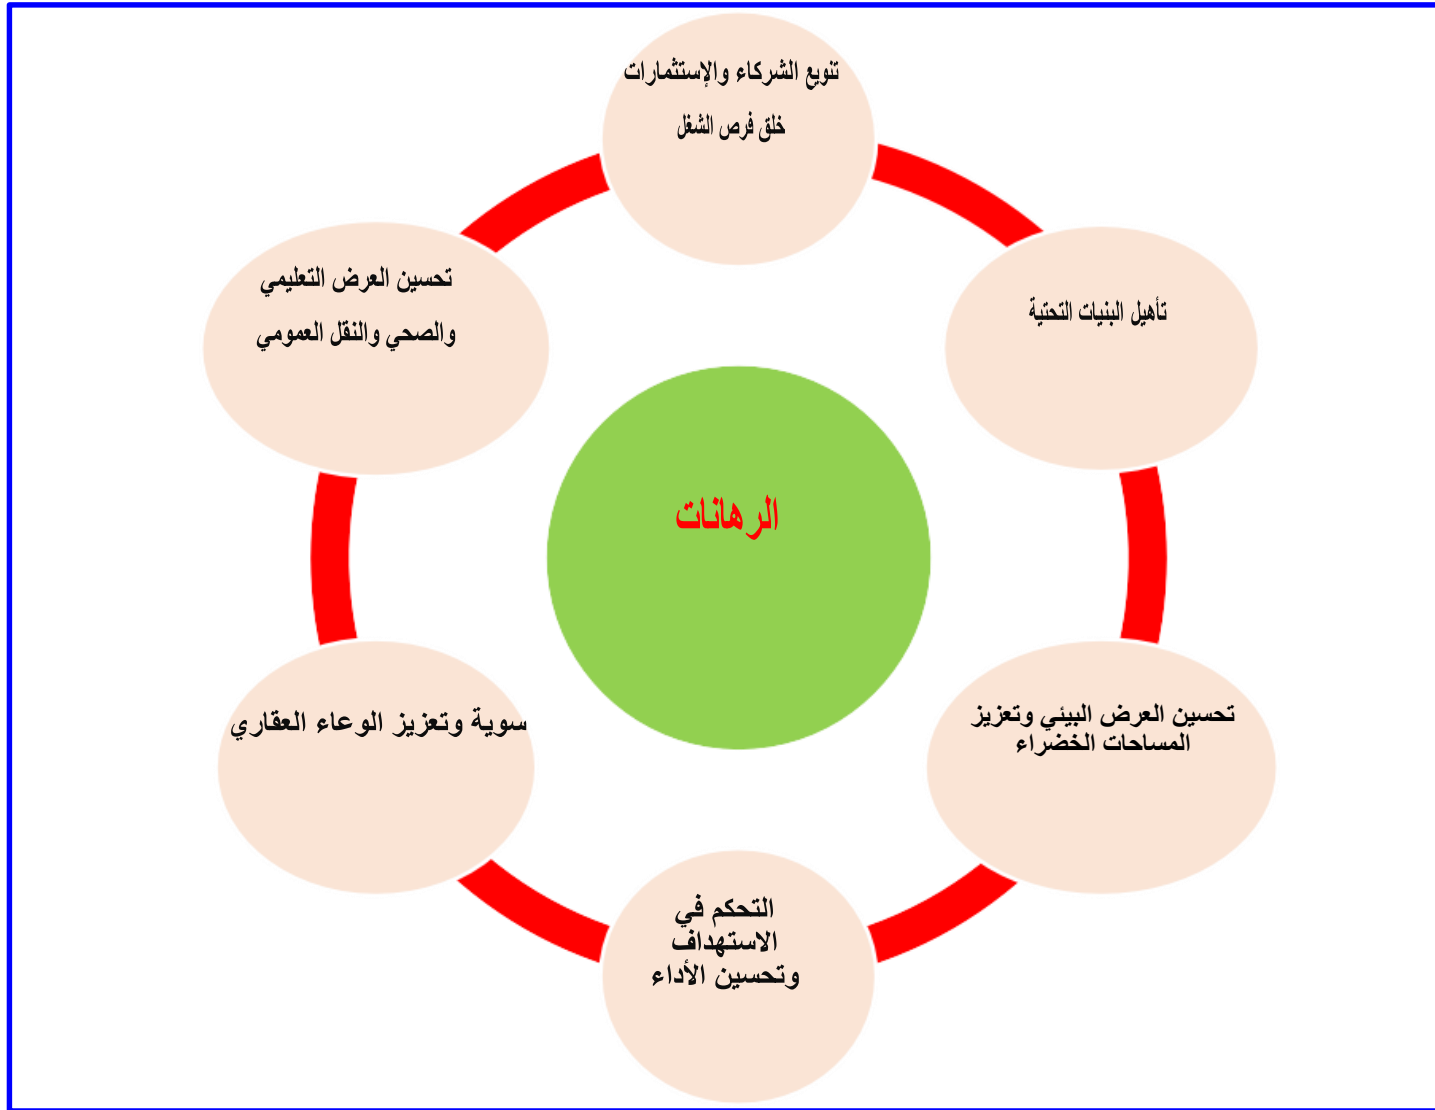 تنويع الشركاء والإستثمارات
خلق فرص الشغل
تأهيل البنيات التحتية
تحسين العرض التعليمي
والصحي والنقل العمومي
الرهانات
تحسين العرض البيئي وتعزيز
المساحات الخضراء
سوية وتعزيز الوعاء العقاري
التحكم في
الاستهداف
وتحسين الأداء